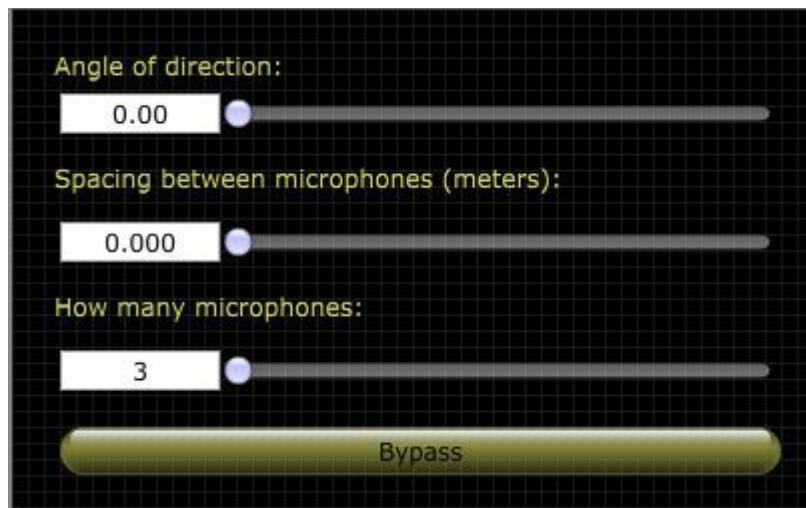 Angle of direction:
0.00
Spacing between microphones (meters):
0.000
How many microphones:
3
Bypass